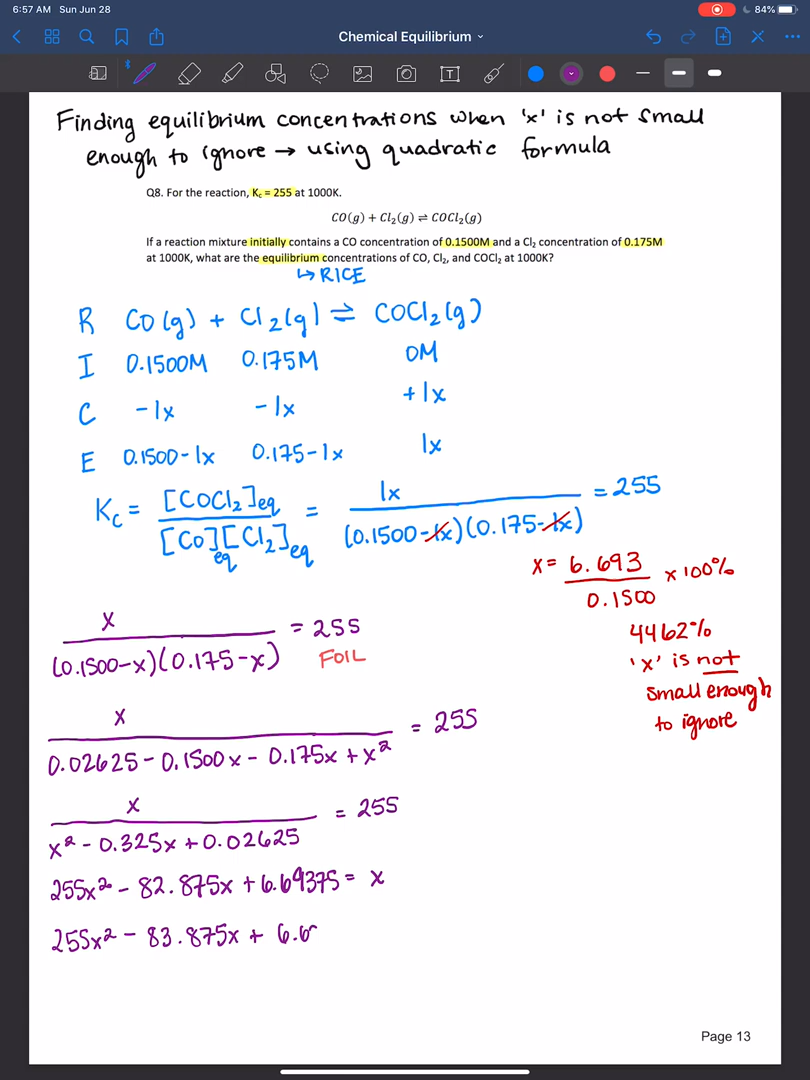 6:57 AM Sun Jun 28
84%
Chemical Equilibrium
Finding equilibrium concentrations when 'x' is not small
enough to ignore → using quadratic formula
Q8. For the reaction, Kc = 255 at 1000K.
CO(g) + Cl₂(g) ⇌ COCl₂(g)
If a reaction mixture initially contains a CO concentration of 0.1500M and a Cl₂ concentration of 0.175M
at 1000K, what are the equilibrium concentrations of CO, Cl₂, and COCl₂ at 1000K?
↳ RICE
R CO(g) + Cl₂(g) ⇌ COCl₂(g)
I 0.1500M 0.175M 0M
C -1x -1x +1x
E 0.1500-1x 0.175-1x 1x
Kc = [COCl₂]eq / [CO]eq [Cl₂]eq = 1x / (0.1500-1x)(0.175-1x) = 255
x = 6.693 / 0.1500 x 100%
4462%
'x' is not
small enough
to ignore
x / (0.1500-x)(0.175-x) = 255
FOIL
x / 0.02625 - 0.1500x - 0.175x + x² = 255
x / x² - 0.325x + 0.02625 = 255
255x² - 82.875x + 6.69375 = x
255x² - 83.875x + 6.6
Page 13